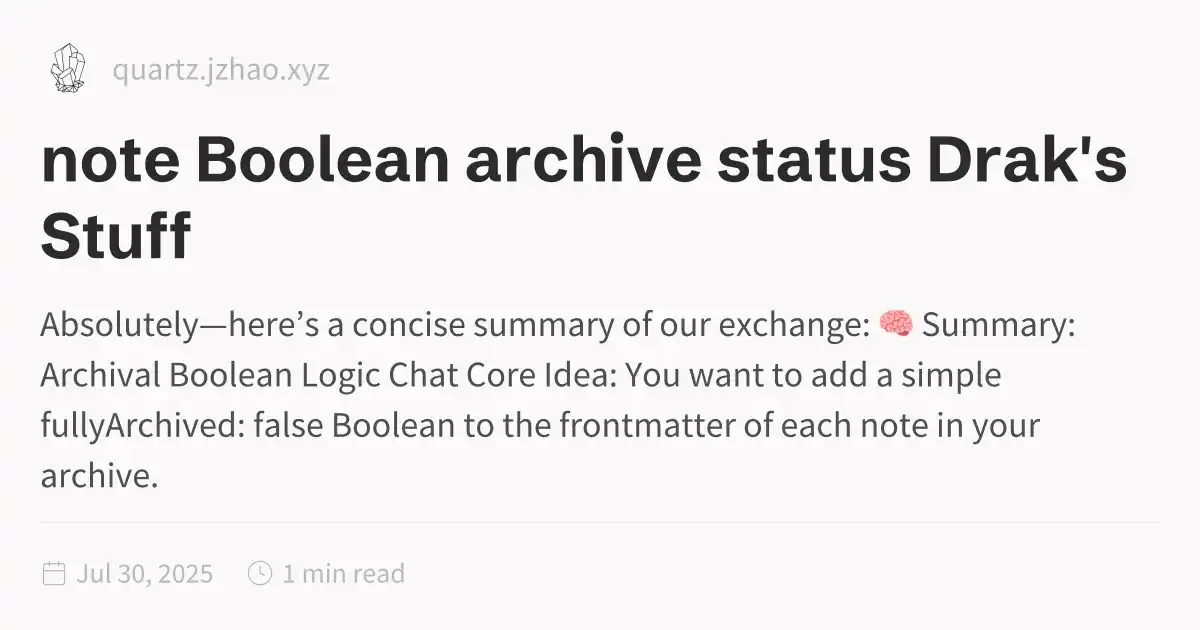 quartz.jzhao.xyz
note Boolean archive status Drak's
Stuff
Absolutely—here’s a concise summary of our exchange: 🧠 Summary:
Archival Boolean Logic Chat Core Idea: You want to add a simple
fullyArchived: false Boolean to the frontmatter of each note in your
archive.
Jul 30, 2025 1 min read